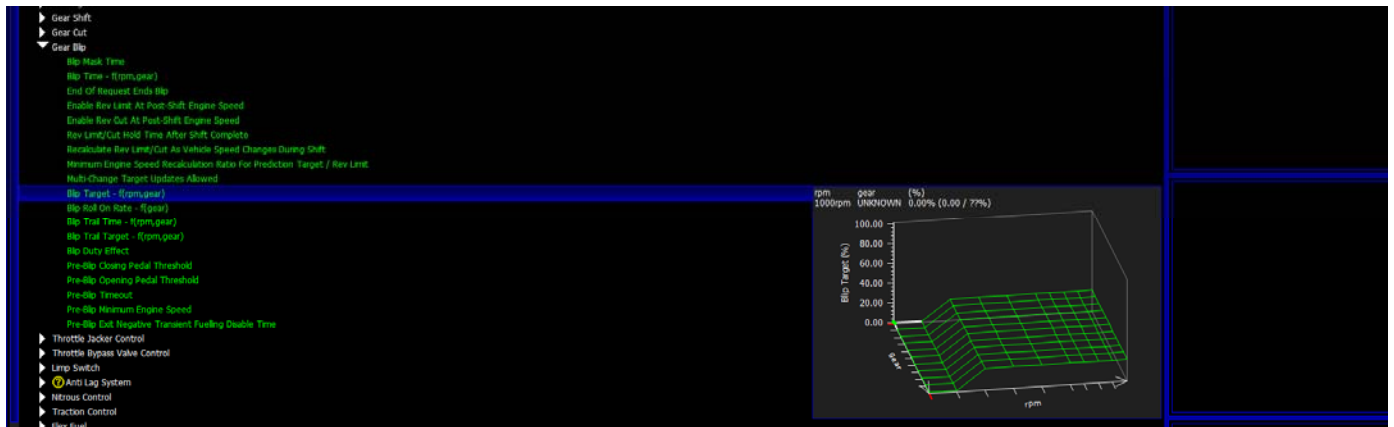 Gear Shift
Gear Cut
Gear Blip
Blip Mask Time
Blip Time - f(rpm,gear)
End Of Request Ends Blip
Enable Rev Limit At Post-Shift Engine Speed
Enable Rev Cut At Post-Shift Engine Speed
Rev Limit/Cut Hold Time After Shift Complete
Recalculate Rev Limit/Cut As Vehicle Speed Changes During Shift
Minimum Engine Speed Recalculation Ratio For Prediction Target / Rev Limit
Multi-Change Target Updates Allowed
Blip Target - f(rpm,gear)
Blip Roll On Rate - f(gear)
Blip Trail Time - f(rpm,gear)
Blip Trail Target - f(rpm,gear)
Blip Duty Effect
Pre-Blip Closing Pedal Threshold
Pre-Blip Opening Pedal Threshold
Pre-Blip Timeout
Pre-Blip Minimum Engine Speed
Pre-Blip Exit Negative Transient Fueling Disable Time
Throttle Jacker Control
Throttle Bypass Valve Control
Limp Switch
? Anti Lag System
Nitrous Control
Traction Control
Flex Fuel
rpm gear (%)
1000rpm UNKNOWN 0.00% (0.00 / ??%)
100.00
80.00
60.00
40.00
20.00
0.00
Blip Target (%)
gear
rpm